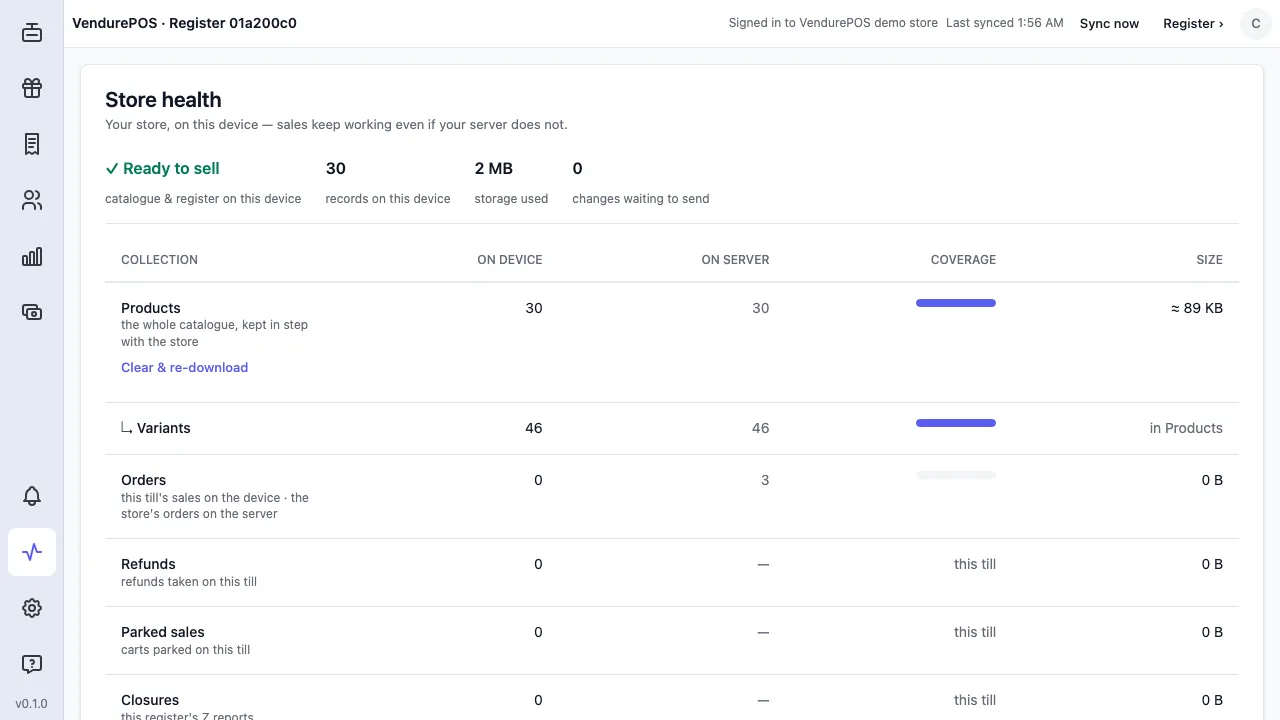 VendurePOS · Register 01a200c0
Signed in to VendurePOS demo store Last synced 1:56 AM Sync now Register › C
Store health
Your store, on this device — sales keep working even if your server does not.
✓ Ready to sell 30 2 MB 0
catalogue & register on this device records on this device storage used changes waiting to send
COLLECTION ON DEVICE ON SERVER COVERAGE SIZE
Products 30 30 ≈ 89 KB
the whole catalogue, kept in step
with the store
Clear & re-download
Variants 46 46 in Products
Orders 0 3 0 B
this till's sales on the device · the
store's orders on the server
Refunds 0 — this till 0 B
refunds taken on this till
Parked sales 0 — this till 0 B
carts parked on this till
Closures 0 — this till 0 B
this register's Z reports
v0.1.0